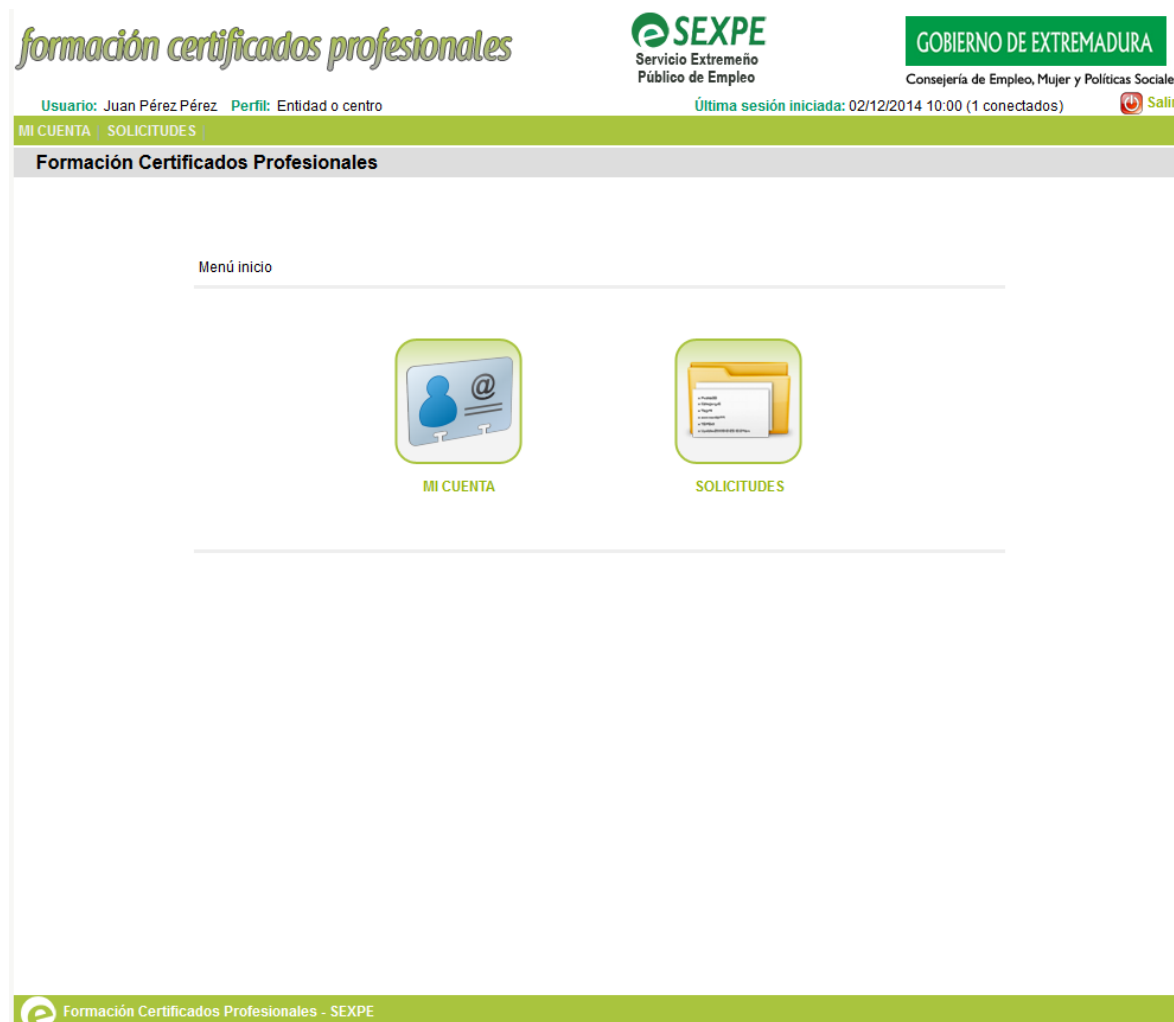 formación certificados profesionales
SEXPE
Servicio Extremeño
Público de Empleo
GOBIERNO DE EXTREMADURA
Consejería de Empleo, Mujer y Políticas Sociale
Usuario: Juan Pérez Pérez Perfil: Entidad o centro
Última sesión iniciada: 02/12/2014 10:00 (1 conectados)
Sali
MI CUENTA | SOLICITUDES |
Formación Certificados Profesionales
Menú inicio
@
MI CUENTA
SOLICITUDES
Formación Certificados Profesionales - SEXPE